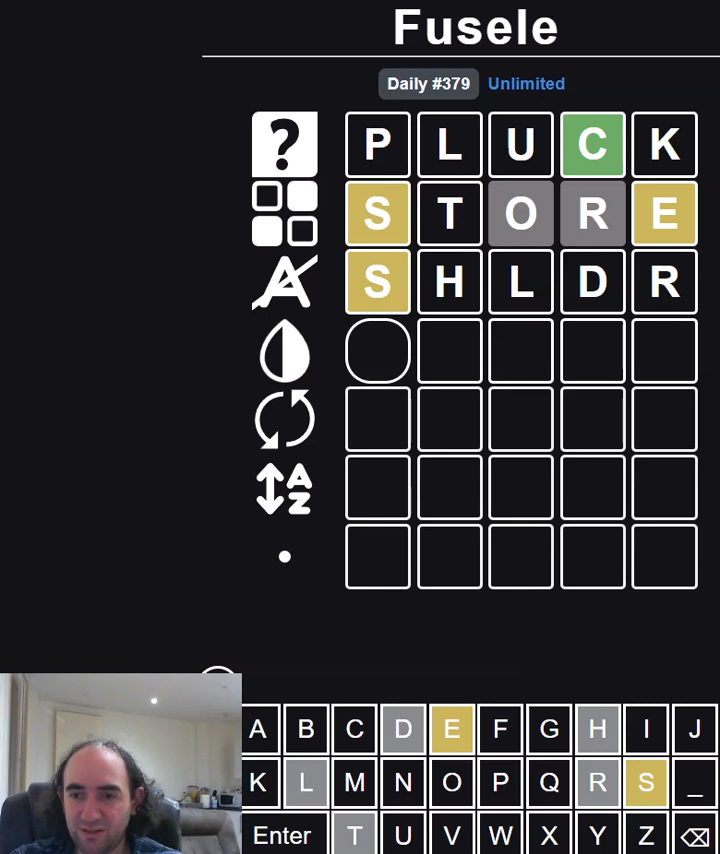 Fusele
Daily #379 Unlimited
? P L U C K
S T O R E
A S H L D R
A
Z
A B C D E F G H I J
K L M N O P Q R S _
Enter T U V W X Y Z ⌫